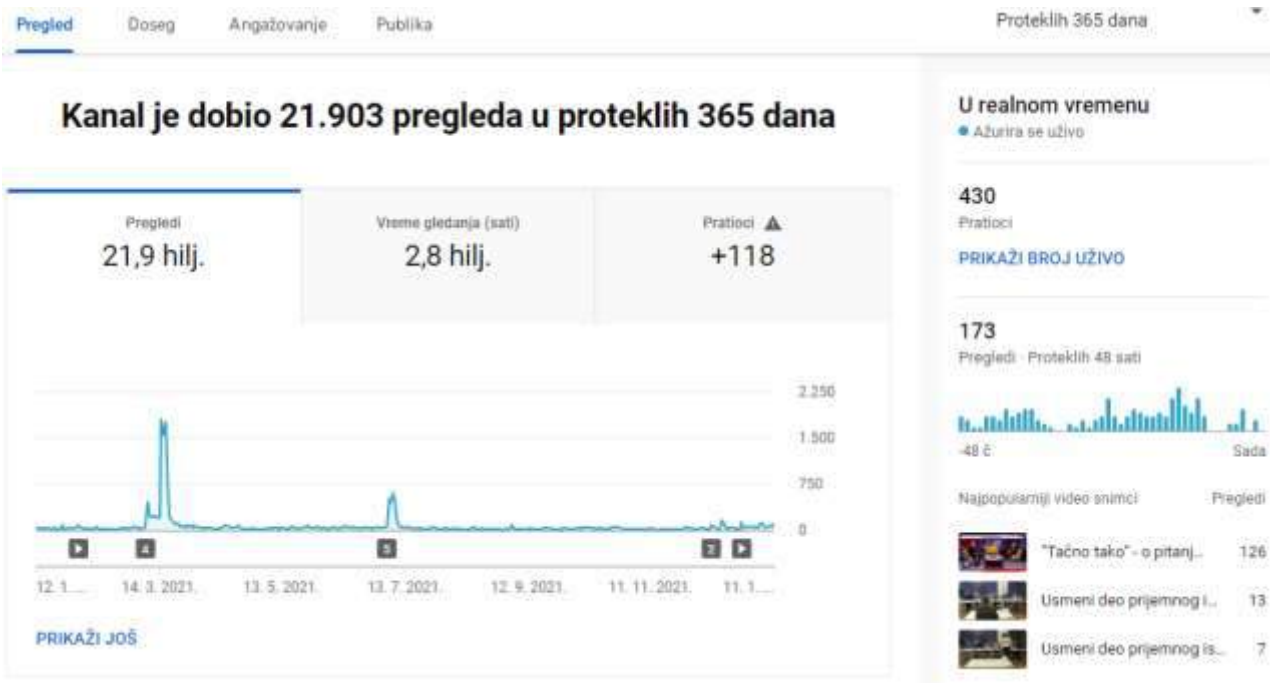 Pregled Doseg Angažovanje Publika Proteklih 365 dana
Kanal je dobio 21.903 pregleda u proteklih 365 dana
Pregledi
21,9 hilj.
Vreme gledanja (sati)
2,8 hilj.
Pratioci
+118
2.250
1.500
750
0
4 5 2
12. 1.... 14. 3. 2021. 13. 5. 2021. 13. 7. 2021. 12. 9. 2021. 11. 11. 2021. 11. 1....
PRIKAŽI JOŠ
U realnom vremenu
Ažurira se uživo
430
Pratioci
PRIKAŽI BROJ UŽIVO
173
Pregledi · Proteklih 48 sati
-48 č Sada
Najpopularniji video snimci Pregledi
"Tačno tako" - o pitanj... 126
Usmeni deo prijemnog i... 13
Usmeni deo prijemnog is... 7